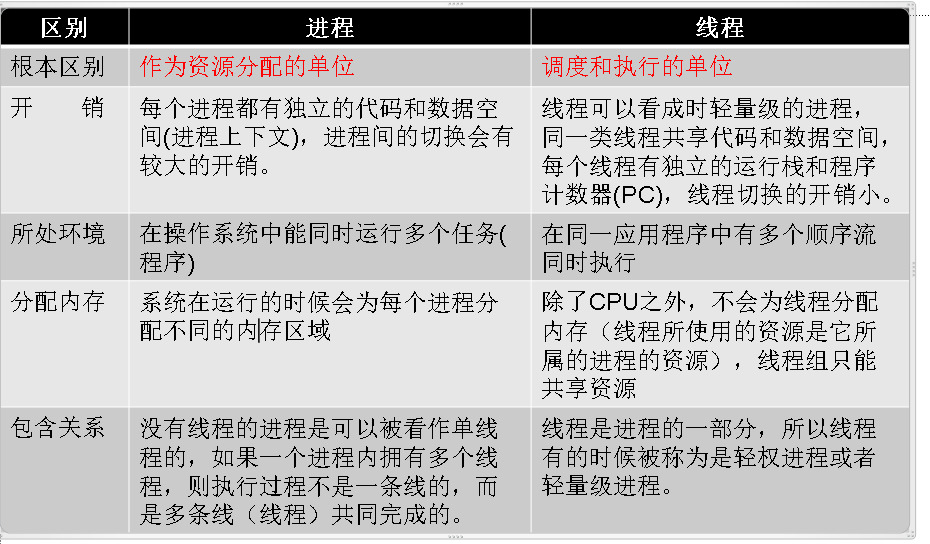 区别 进程 线程
根本区别 作为资源分配的单位 调度和执行的单位
开 销 每个进程都有独立的代码和数据空
间(进程上下文)，进程间的切换会有
较大的开销。
线程可以看成时轻量级的进程，
同一类线程共享代码和数据空间，
每个线程有独立的运行栈和程序
计数器(PC)，线程切换的开销小。
所处环境 在操作系统中能同时运行多个任务(
程序)
在同一应用程序中有多个顺序流
同时执行
分配内存 系统在运行的时候会为每个进程分
配不同的内存区域
除了CPU之外，不会为线程分配
内存（线程所使用的资源是它所
属的进程的资源），线程组只能
共享资源
包含关系 没有线程的进程是可以被看作单线
程的，如果一个进程内拥有多个线
程，则执行过程不是一条线的，而
是多条线（线程）共同完成的。
线程是进程的一部分，所以线程
有的时候被称为是轻权进程或者
轻量级进程。